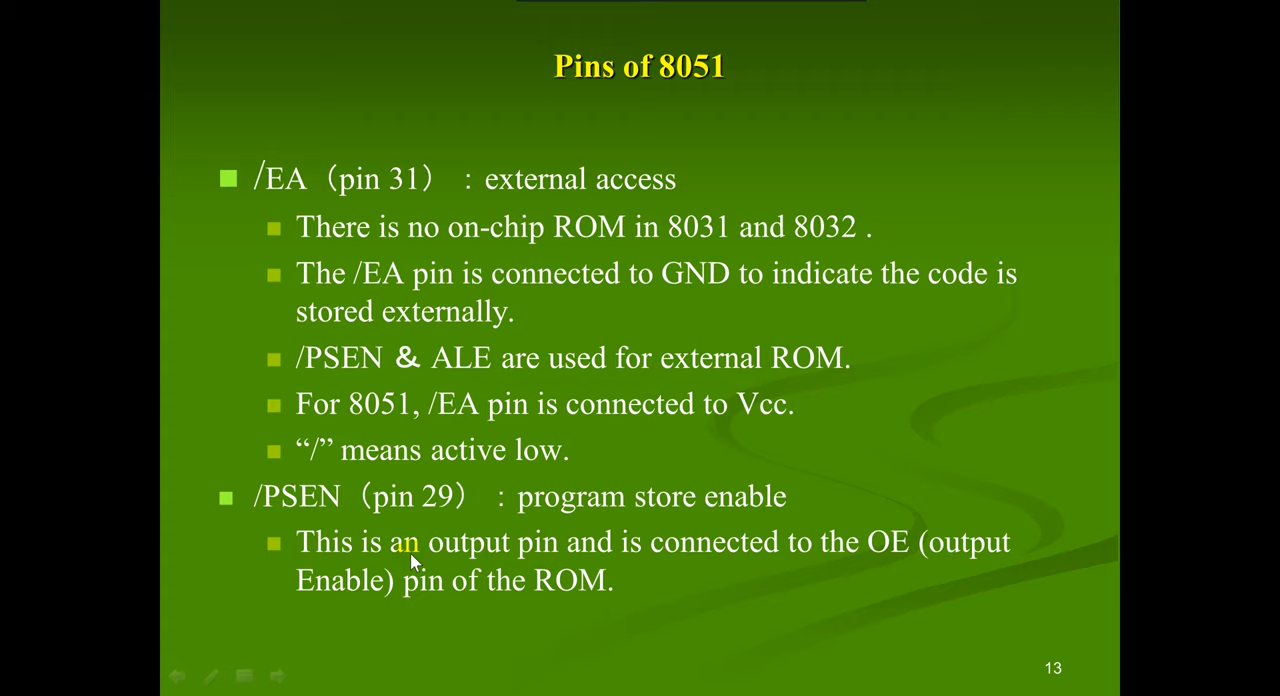 Pins of 8051
/EA（pin 31）：external access
There is no on-chip ROM in 8031 and 8032 .
The /EA pin is connected to GND to indicate the code is
stored externally.
/PSEN ＆ ALE are used for external ROM.
For 8051, /EA pin is connected to Vcc.
“/” means active low.
/PSEN（pin 29）：program store enable
This is an output pin and is connected to the OE (output
Enable) pin of the ROM.
13